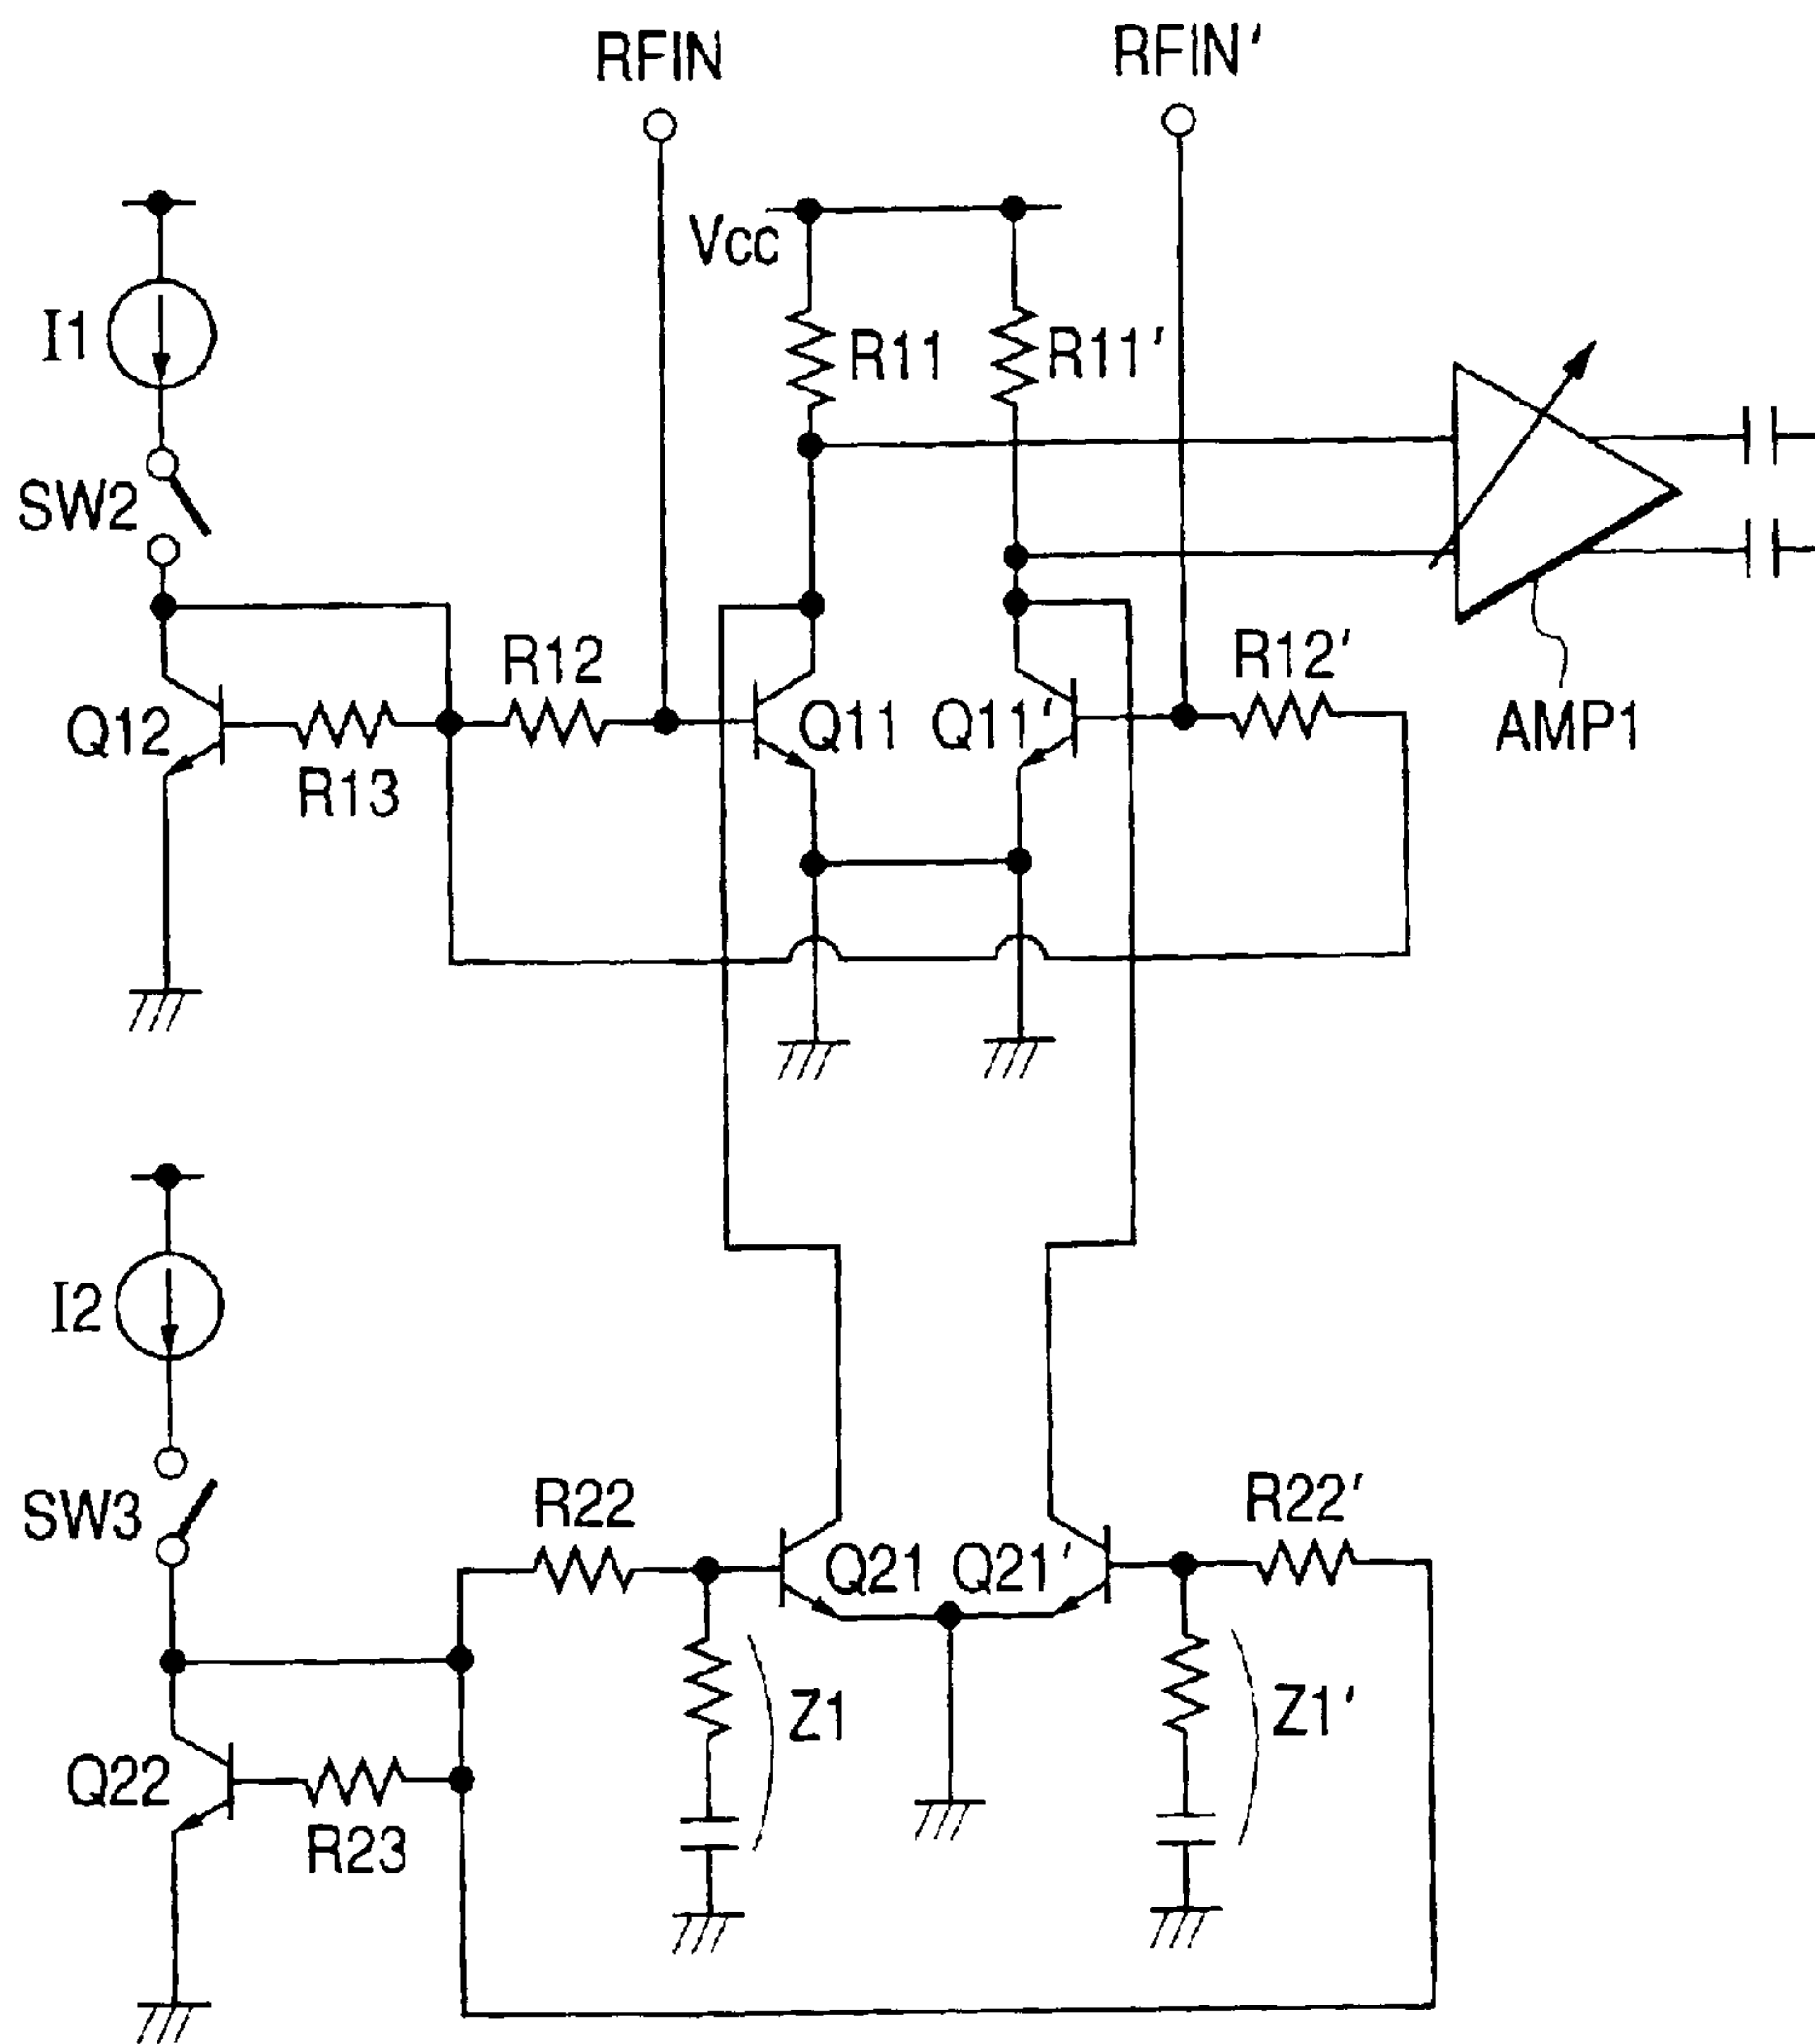 RFIN
RFIN'
Vcc
I1
R11
R11'
SW2
R12
R12'
Q12
Q11
Q11'
AMP1
R13
I2
R22
R22'
SW3
Q21
Q21'
Z1
Z1'
Q22
R23